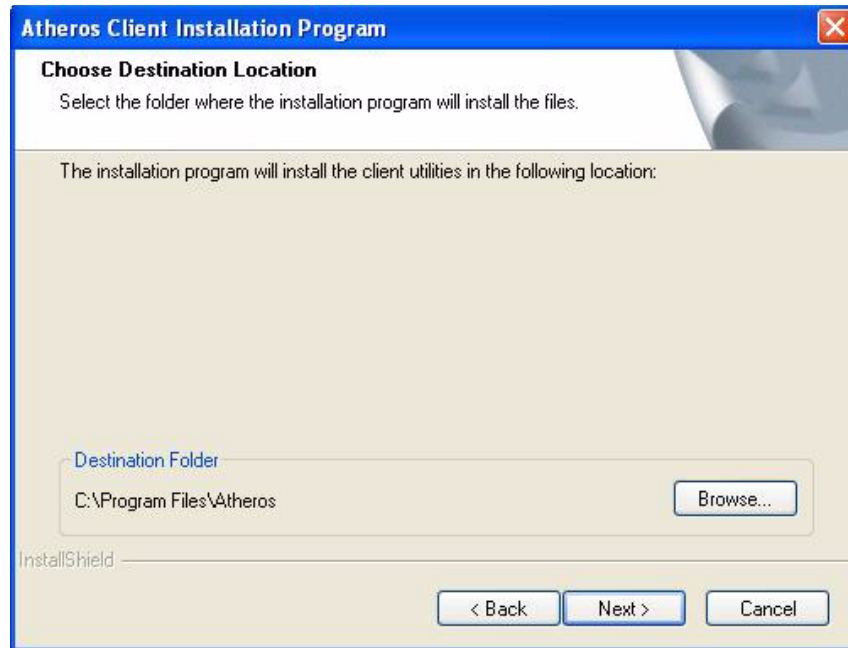 Atheros Client Installation Program
Choose Destination Location
Select the folder where the installation program will install the files.
The installation program will install the client utilities in the following location:
Destination Folder
C:\Program Files\Atheros
Browse...
InstallShield
< Back Next > Cancel